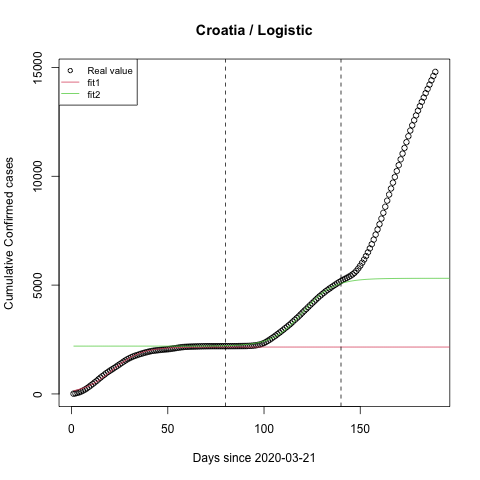 Croatia / Logistic
Real value
fit1
fit2
Cumulative Confirmed cases
15000
10000
5000
0
0 50 100 150
Days since 2020-03-21